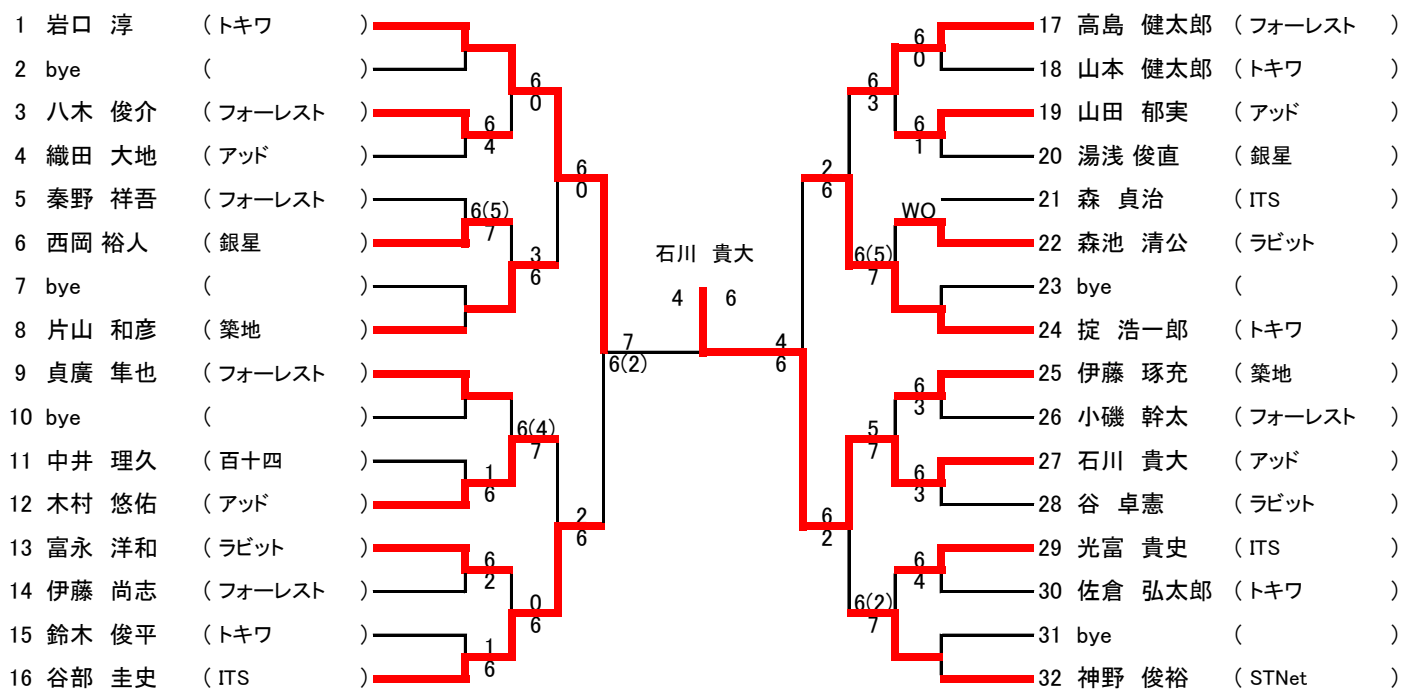 1 岩口 淳 ( トキワ )
2 bye ( )
3 八木 俊介 ( フォーレスト )
4 織田 大地 ( アッド )
5 秦野 祥吾 ( フォーレスト )
6 西岡 裕人 ( 銀星 )
7 bye ( )
8 片山 和彦 ( 築地 )
9 貞廣 隼也 ( フォーレスト )
10 bye ( )
11 中井 理久 ( 百十四 )
12 木村 悠佑 ( アッド )
13 富永 洋和 ( ラビット )
14 伊藤 尚志 ( フォーレスト )
15 鈴木 俊平 ( トキワ )
16 谷部 圭史 ( ITS )
6
4
6(5)
7
1
6
6
2
1
6
6
0
3
6
6(4)
7
0
6
6
0
2
6
7
6(2)
石川 貴大
4 6
4
6
2
6
6
2
6
3
6(5)
7
5
7
6(2)
7
6
0
6
1
WO
6
3
6
3
6
4
17 高島 健太郎 ( フォーレスト )
18 山本 健太郎 ( トキワ )
19 山田 郁実 ( アッド )
20 湯浅 俊直 ( 銀星 )
21 森 貞治 ( ITS )
22 森池 清公 ( ラビット )
23 bye ( )
24 掟 浩一郎 ( トキワ )
25 伊藤 琢充 ( 築地 )
26 小磯 幹太 ( フォーレスト )
27 石川 貴大 ( アッド )
28 谷 卓憲 ( ラビット )
29 光富 貴史 ( ITS )
30 佐倉 弘太郎 ( トキワ )
31 bye ( )
32 神野 俊裕 ( STNet )